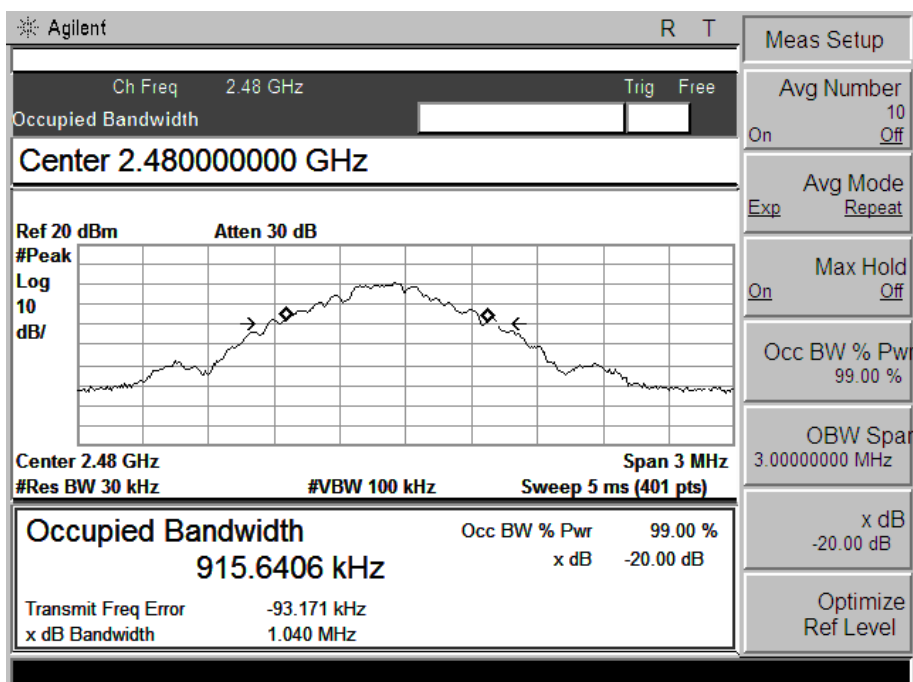 Agilent R T
Ch Freq 2.48 GHz Trig Free
Occupied Bandwidth
Center 2.480000000 GHz
Ref 20 dBm Atten 30 dB
#Peak
Log
10
dB/
Center 2.48 GHz Span 3 MHz
#Res BW 30 kHz #VBW 100 kHz Sweep 5 ms (401 pts)
Occupied Bandwidth Occ BW % Pwr 99.00 %
915.6406 kHz x dB -20.00 dB
Transmit Freq Error -93.171 kHz
x dB Bandwidth 1.040 MHz
Meas Setup
Avg Number
10
On Off
Avg Mode
Exp Repeat
Max Hold
On Off
Occ BW % Pwr
99.00 %
OBW Span
3.00000000 MHz
x dB
-20.00 dB
Optimize
Ref Level